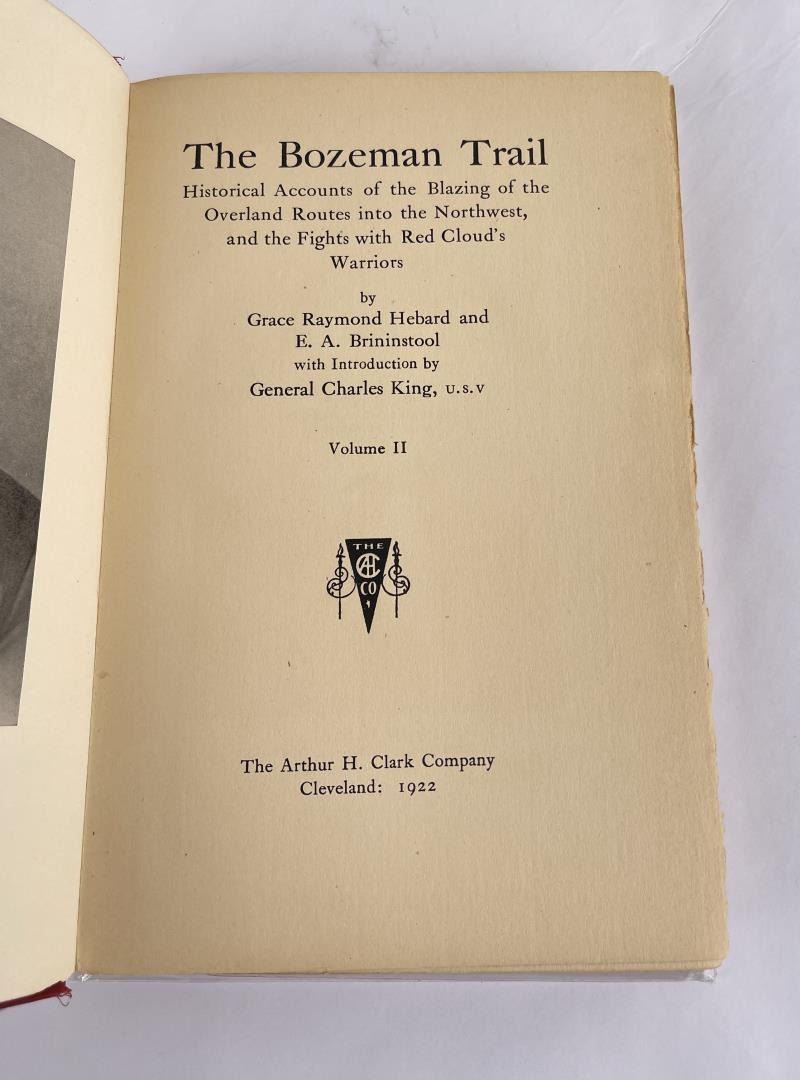 The Bozeman Trail
Historical Accounts of the Blazing of the
Overland Routes into the Northwest,
and the Fights with Red Cloud's
Warriors
by
Grace Raymond Hebard and
E. A. Brininstool
with Introduction by
General Charles King, U.S.V
Volume II
THE
AHC
CO
The Arthur H. Clark Company
Cleveland: 1922